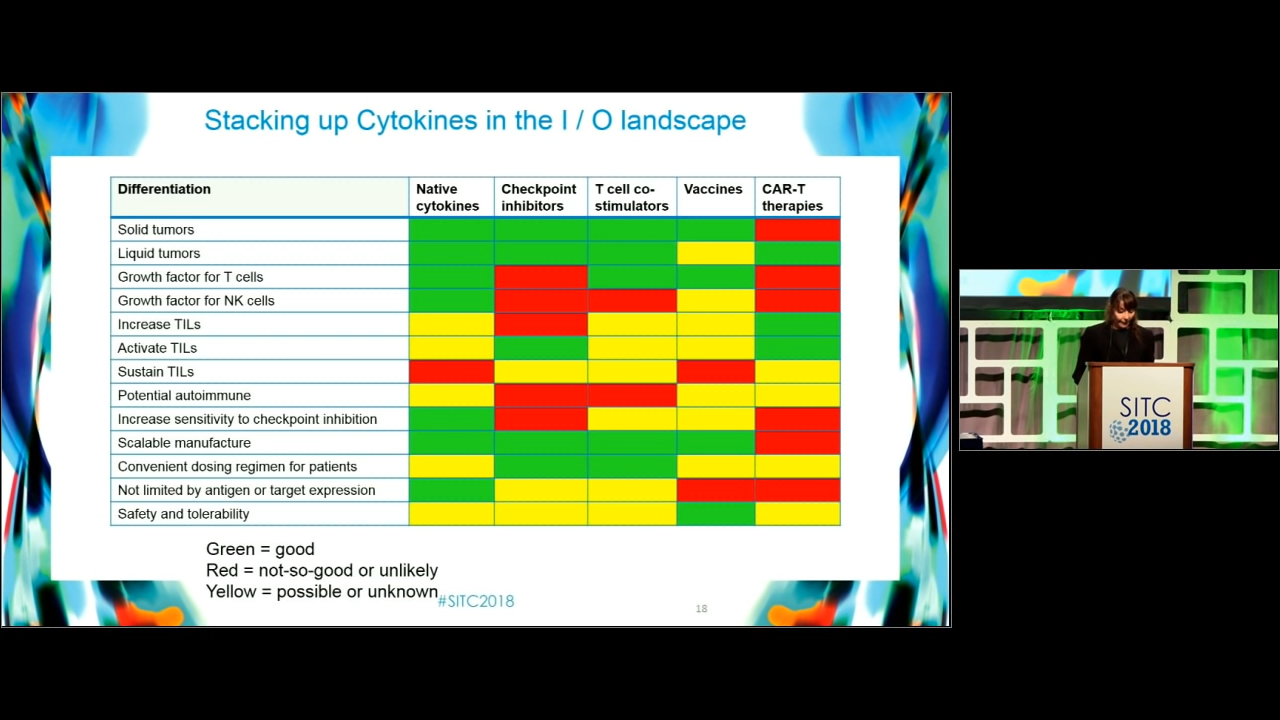 Stacking up Cytokines in the I / O landscape
Differentiation
Native cytokines
Checkpoint inhibitors
T cell co-stimulators
Vaccines
CAR-T therapies
Solid tumors
Liquid tumors
Growth factor for T cells
Growth factor for NK cells
Increase TILs
Activate TILs
Sustain TILs
Potential autoimmune
Increase sensitivity to checkpoint inhibition
Scalable manufacture
Convenient dosing regimen for patients
Not limited by antigen or target expression
Safety and tolerability
Green = good
Red = not-so-good or unlikely
Yellow = possible or unknown
#SITC2018
18
SITC
2018